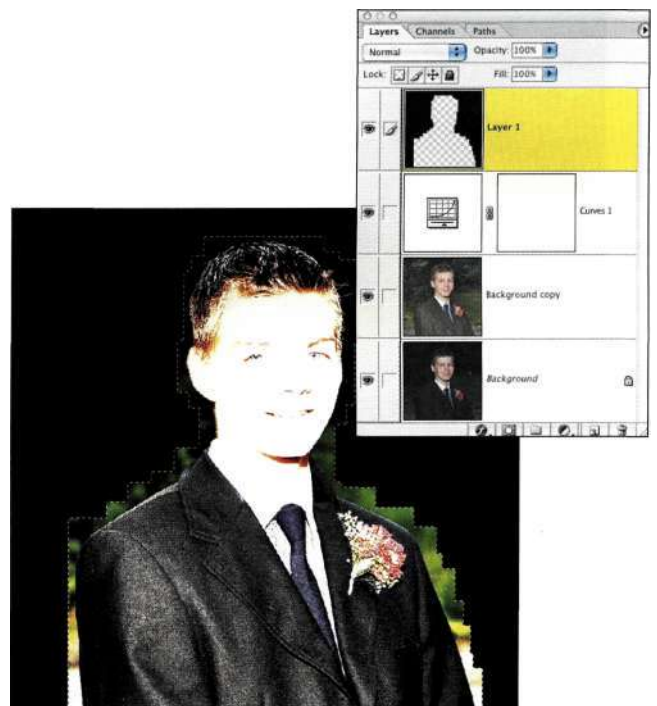 Layers Channels Paths
Normal Opacity: 100%
Lock: Fill: 100%
Layer 1
Curves 1
Background copy
Background